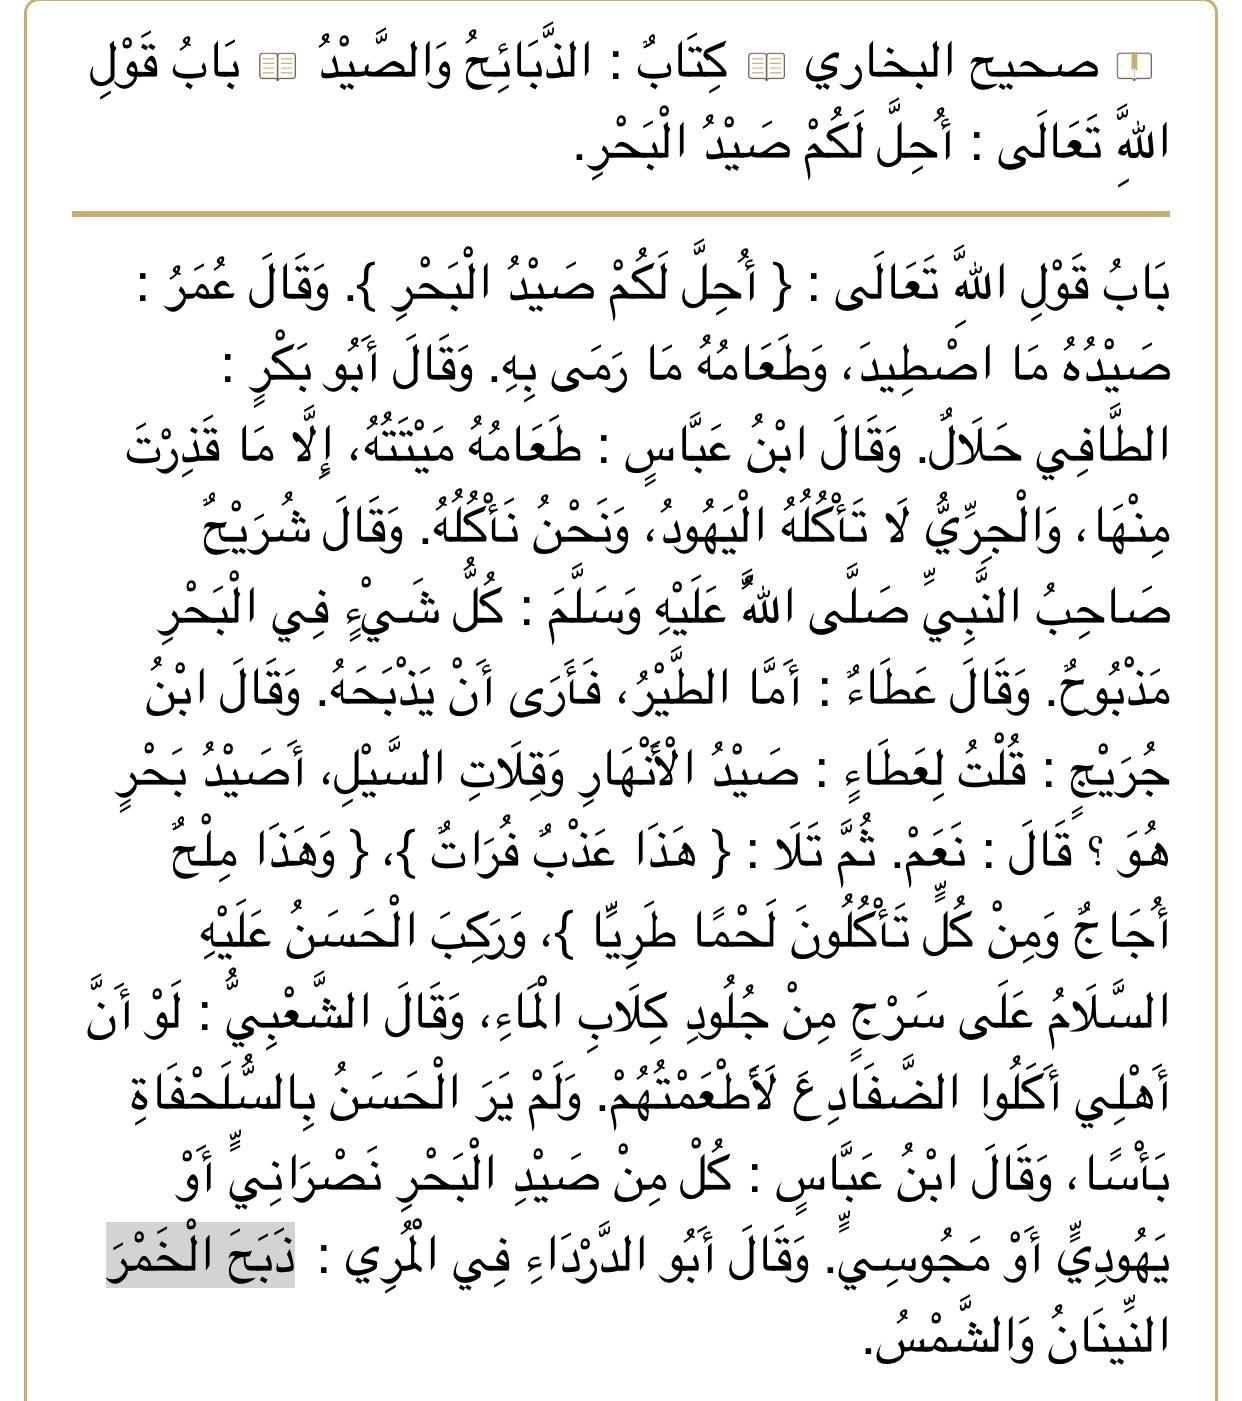 صحيح البخاري كِتَابٌ : الذَّبَائِحُ وَالصَّيْدُ بَابُ قَوْلِ
اللَّهِ تَعَالَى : أُحِلَّ لَكُمْ صَيْدُ الْبَحْرِ.
بَابُ قَوْلِ اللَّهِ تَعَالَى : { أُحِلَّ لَكُمْ صَيْدُ الْبَحْرِ }. وَقَالَ عُمَرُ :
صَيْدُهُ مَا اصْطِيدَ، وَطَعَامُهُ مَا رَمَى بِهِ. وَقَالَ أَبُو بَكْرٍ :
الطَّافِي حَلَالٌ. وَقَالَ ابْنُ عَبَّاسٍ : طَعَامُهُ مَيْتَتُهُ، إِلَّا مَا قَذِرْتَ
مِنْهَا، وَالْجِرِّيُّ لَا تَأْكُلُهُ الْيَهُودُ، وَنَحْنُ نَأْكُلُهُ. وَقَالَ شُرَيْحٌ
صَاحِبُ النَّبِيِّ صَلَّى اللَّهُ عَلَيْهِ وَسَلَّمَ : كُلُّ شَيْءٍ فِي الْبَحْرِ
مَذْبُوحٌ. وَقَالَ عَطَاءٌ : أَمَّا الطَّيْرُ، فَأَرَى أَنْ يَذْبَحَهُ. وَقَالَ ابْنُ
جُرَيْجٍ : قُلْتُ لِعَطَاءٍ : صَيْدُ الْأَنْهَارِ وَقِلَاتِ السَّيْلِ، أَصَيْدُ بَحْرٍ
هُوَ ؟ قَالَ : نَعَمْ. ثُمَّ تَلَا : { هَذَا عَذْبٌ فُرَاتٌ }، { وَهَذَا مِلْحٌ
أُجَاجٌ وَمِنْ كُلٍّ تَأْكُلُونَ لَحْمًا طَرِيًّا }، وَرَكِبَ الْحَسَنُ عَلَيْهِ
السَّلَامُ عَلَى سَرْجٍ مِنْ جُلُودِ كِلَابِ الْمَاءِ، وَقَالَ الشَّعْبِيُّ : لَوْ أَنَّ
أَهْلِي أَكَلُوا الضَّفَادِعَ لَأَطْعَمْتُهُمْ. وَلَمْ يَرَ الْحَسَنُ بِالسُّلَحْفَاةِ
بَأْسًا، وَقَالَ ابْنُ عَبَّاسٍ : كُلْ مِنْ صَيْدِ الْبَحْرِ نَصْرَانِيٍّ أَوْ
يَهُودِيٍّ أَوْ مَجُوسِيٍّ. وَقَالَ أَبُو الدَّرْدَاءِ فِي الْمُرِي : ذَبَحَ الْخَمْرَ
النِّينَانُ وَالشَّمْسُ.